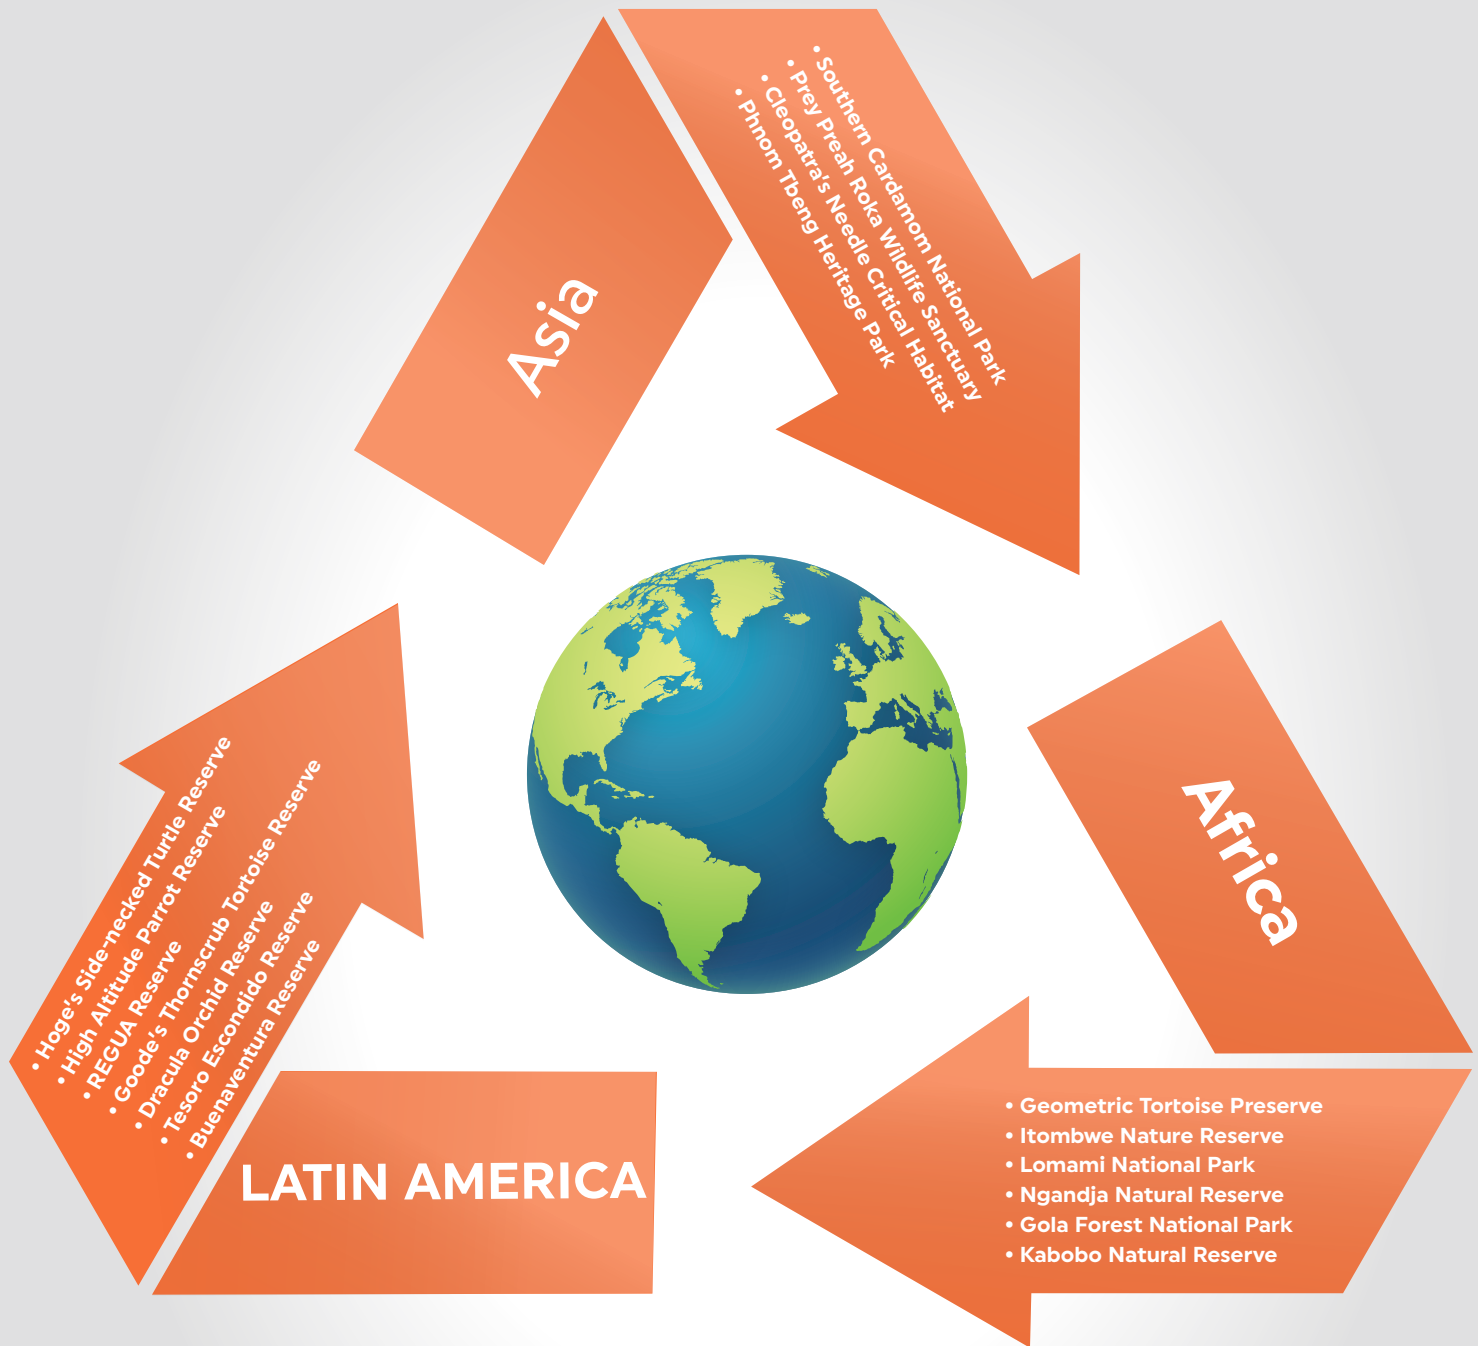 Asia
• Southern Cardamom National Park
• Prey Preah Roka Wildlife Sanctuary
• Cleopatra's Needle Critical Habitat
• Phnom Tbeng Heritage Park
Africa
• Geometric Tortoise Preserve
• Itombwe Nature Reserve
• Lomami National Park
• Ngandja Natural Reserve
• Gola Forest National Park
• Kabobo Natural Reserve
LATIN AMERICA
• Hoge's Side-necked Turtle Reserve
• High Altitude Parrot Reserve
• REGUA Reserve
• Goode's Thornscrub Tortoise Reserve
• Dracula Orchid Reserve
• Tesoro Escondido Reserve
• Buenaventura Reserve